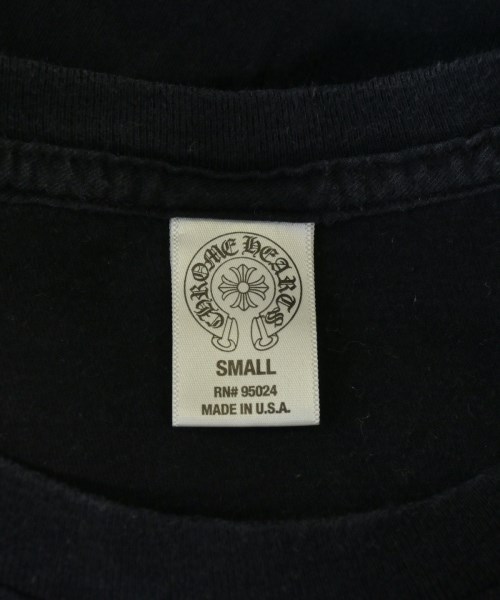 CHROME HEARTS
SMALL
RN# 95024
MADE IN U.S.A.